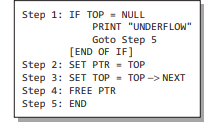 Step 1: IF TOP = NULL
PRINT "UNDERFLOW"
Goto Step 5
[END OF IF]
Step 2: SET PTR = TOP
Step 3: SET TOP = TOP->NEXT
Step 4: FREE PTR
Step 5: END